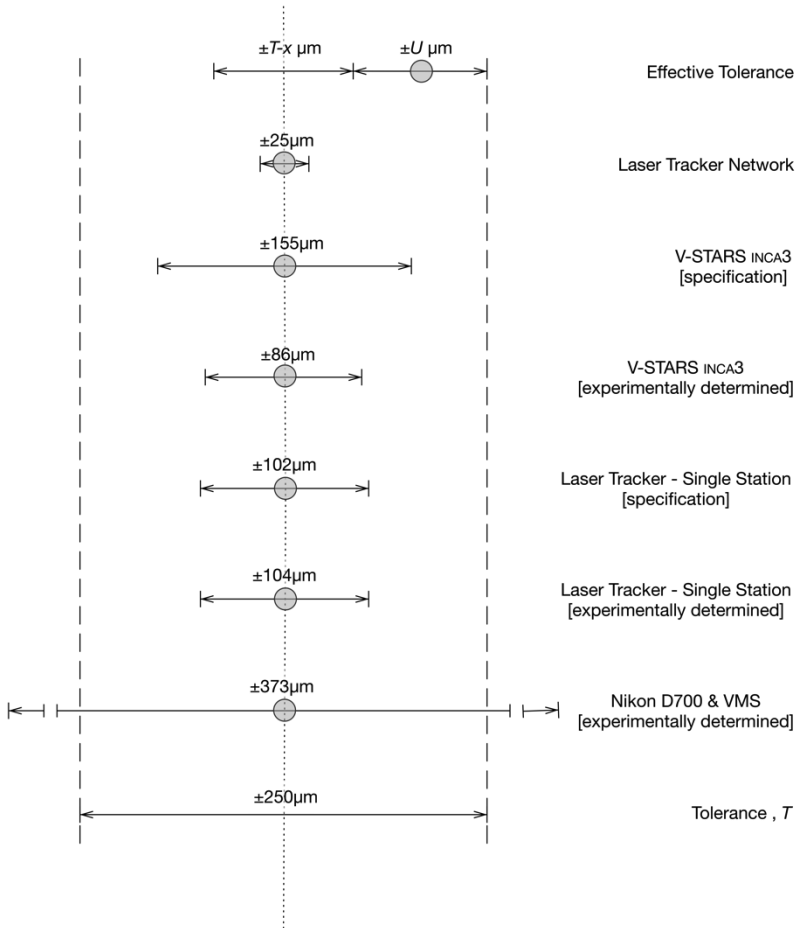 ±T-x µm
±U µm
Effective Tolerance
±25µm
Laser Tracker Network
±155µm
V-STARS INCA3
[specification]
±86µm
V-STARS INCA3
[experimentally determined]
±102µm
Laser Tracker - Single Station
[specification]
±104µm
Laser Tracker - Single Station
[experimentally determined]
±373µm
Nikon D700 & VMS
[experimentally determined]
±250µm
Tolerance , T